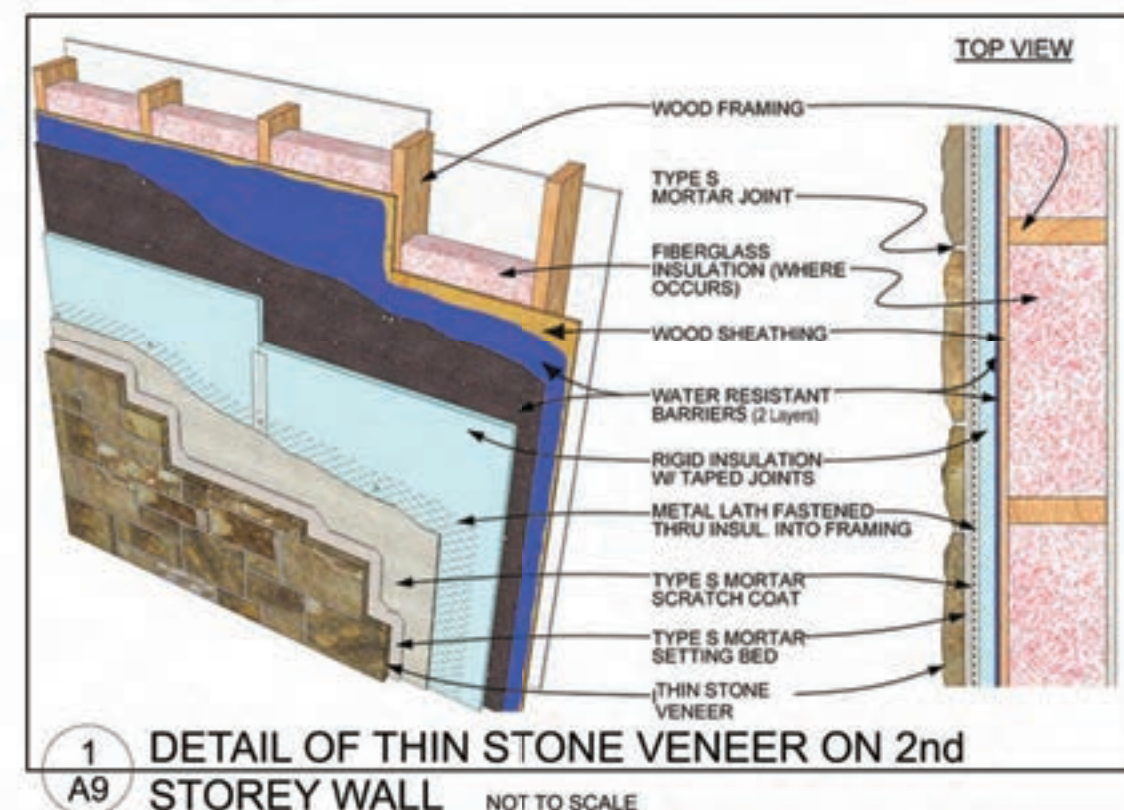 TOP VIEW
WOOD FRAMING
TYPE S
MORTAR JOINT
FIBERGLASS
INSULATION (WHERE
OCCURS)
WOOD SHEATHING
WATER RESISTANT
BARRIERS (2 Layers)
RIGID INSULATION
W/ TAPED JOINTS
METAL LATH FASTENED
THRU INSUL. INTO FRAMING
TYPE S MORTAR
SCRATCH COAT
TYPE S MORTAR
SETTING BED
THIN STONE
VENEER
1
A9
DETAIL OF THIN STONE VENEER ON 2nd
STOREY WALL NOT TO SCALE